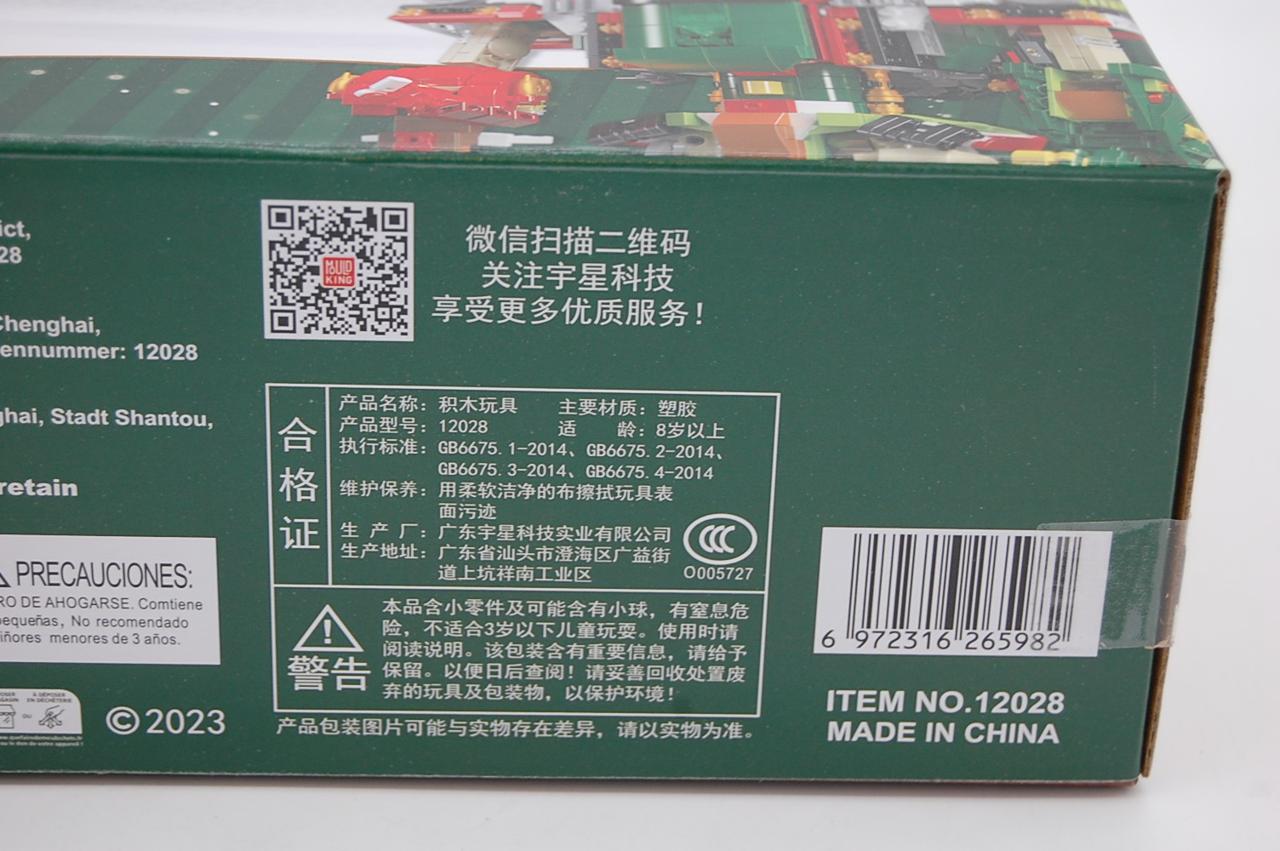 ict,
28
Chenghai,
ennummer: 12028
ghai, Stadt Shantou,
retain
PRECAUCIONES:
RO DE AHOGARSE. Contiene
pequeñas, No recomendado
iñores menores de 3 años.
À DÉPOSER
EN DÉCHÈTERIE
OU
©2023
MOULD
KING
微信扫描二维码
关注宇星科技
享受更多优质服务！
合格证
产品名称：积木玩具 主要材质：塑胶
产品型号：12028 适 龄：8岁以上
执行标准：GB6675.1-2014、GB6675.2-2014、
GB6675.3-2014、GB6675.4-2014
维护保养：用柔软洁净的布擦拭玩具表
面污迹
生 产 厂：广东宇星科技实业有限公司
生产地址：广东省汕头市澄海区广益街
道上坑祥南工业区
CCC
O005727
警告
本品含小零件及可能含有小球，有窒息危
险，不适合3岁以下儿童玩耍。使用时请
阅读说明。该包装含有重要信息，请给予
保留。以便日后查阅！请妥善回收处置废
弃的玩具及包装物，以保护环境！
产品包装图片可能与实物存在差异，请以实物为准。
6 972316 265982
ITEM NO.12028
MADE IN CHINA